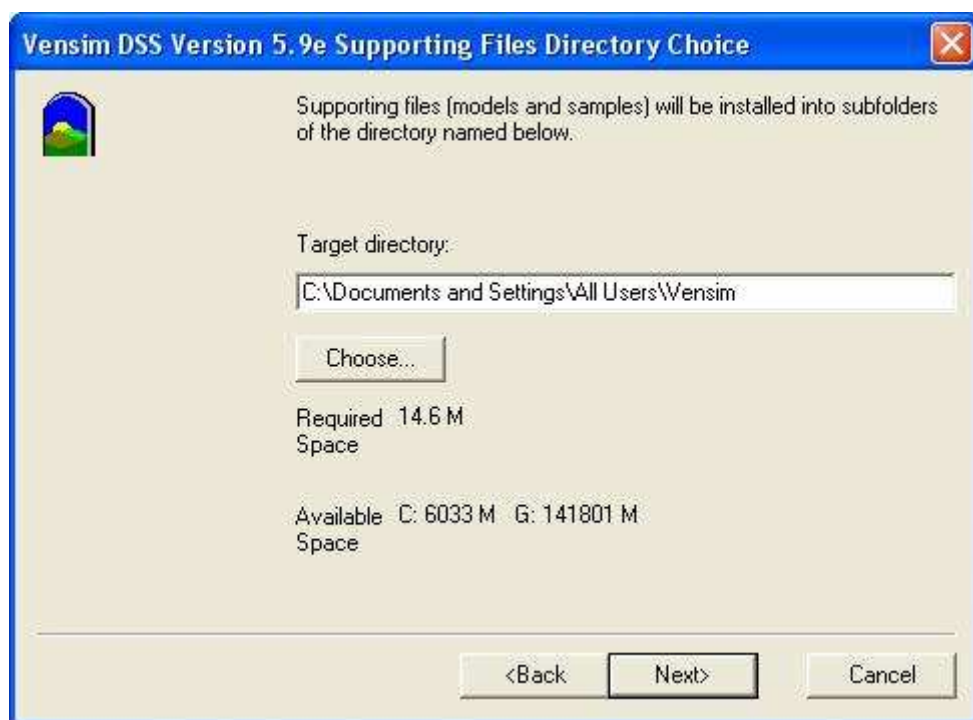 Vensim DSS Version 5.9e Supporting Files Directory Choice
Supporting files (models and samples) will be installed into subfolders
of the directory named below.
Target directory:
C:\Documents and Settings\All Users\Vensim
Choose...
Required 14.6 M
Space
Available C: 6033 M G: 141801 M
Space
<Back Next> Cancel